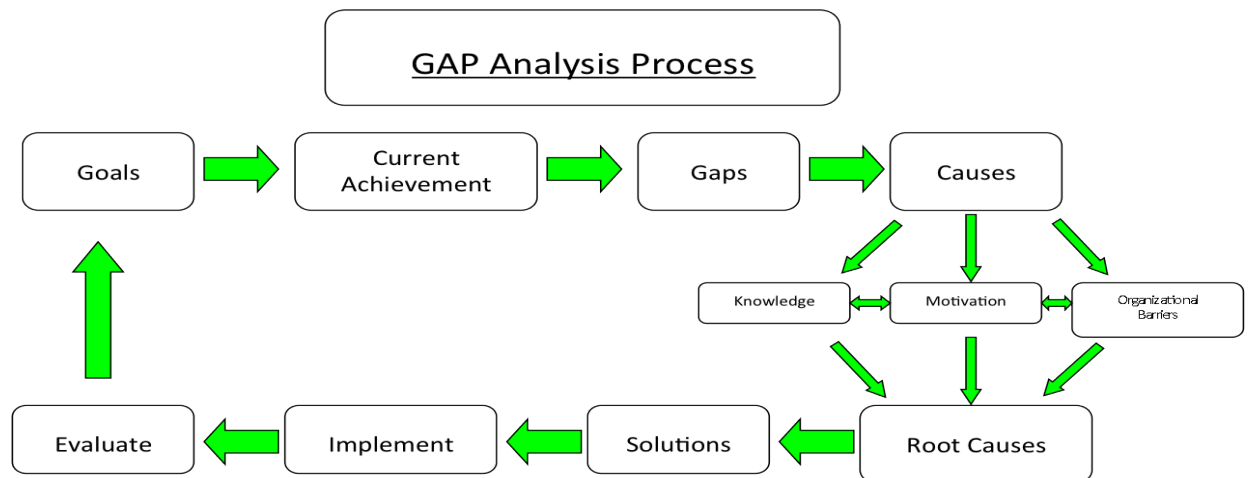 GAP Analysis Process
Goals
Current
Achievement
Gaps
Causes
Knowledge
Motivation
Organizational
Barriers
Evaluate
Implement
Solutions
Root Causes